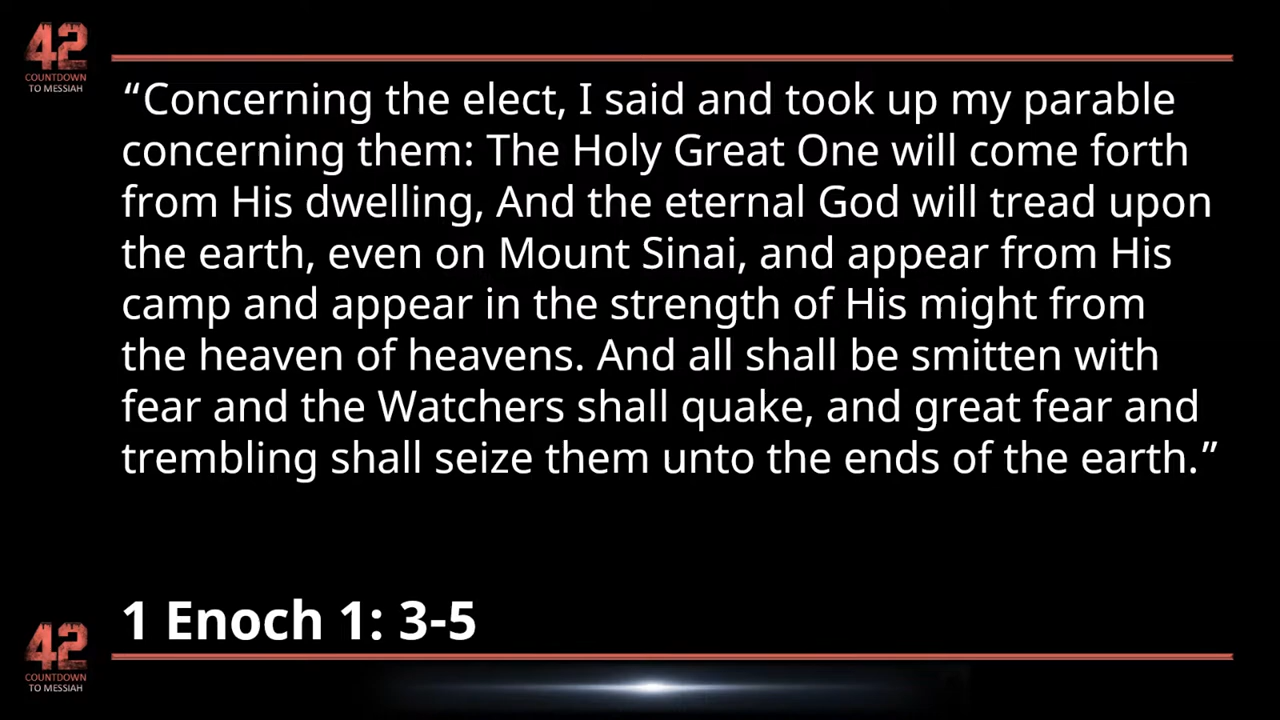 42
COUNTDOWN
TO MESSIAH
“Concerning the elect, I said and took up my parable
concerning them: The Holy Great One will come forth
from His dwelling, And the eternal God will tread upon
the earth, even on Mount Sinai, and appear from His
camp and appear in the strength of His might from
the heaven of heavens. And all shall be smitten with
fear and the Watchers shall quake, and great fear and
trembling shall seize them unto the ends of the earth.”
1 Enoch 1: 3-5
42
COUNTDOWN
TO MESSIAH